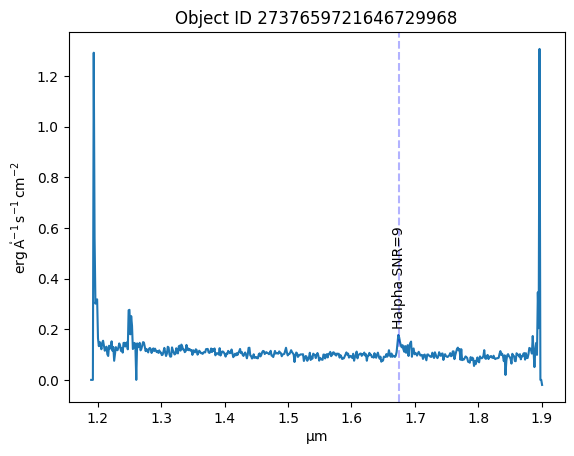 Object ID 2737659721646729968
erg Å⁻¹ s⁻¹ cm⁻²
1.2
1.0
0.8
0.6
0.4
0.2
0.0
Halpha SNR=9
1.2 1.3 1.4 1.5 1.6 1.7 1.8 1.9
μm